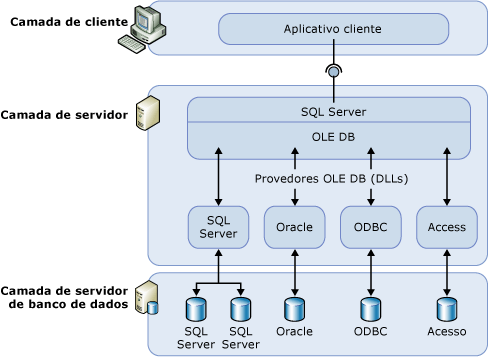 Camada de cliente
Aplicativo cliente
Camada de servidor
SQL Server
OLE DB
Provedores OLE DB (DLLs)
SQL
Server
Oracle
ODBC
Access
Camada de servidor
de banco de dados
SQL
Server
SQL
Server
Oracle
ODBC
Acesso